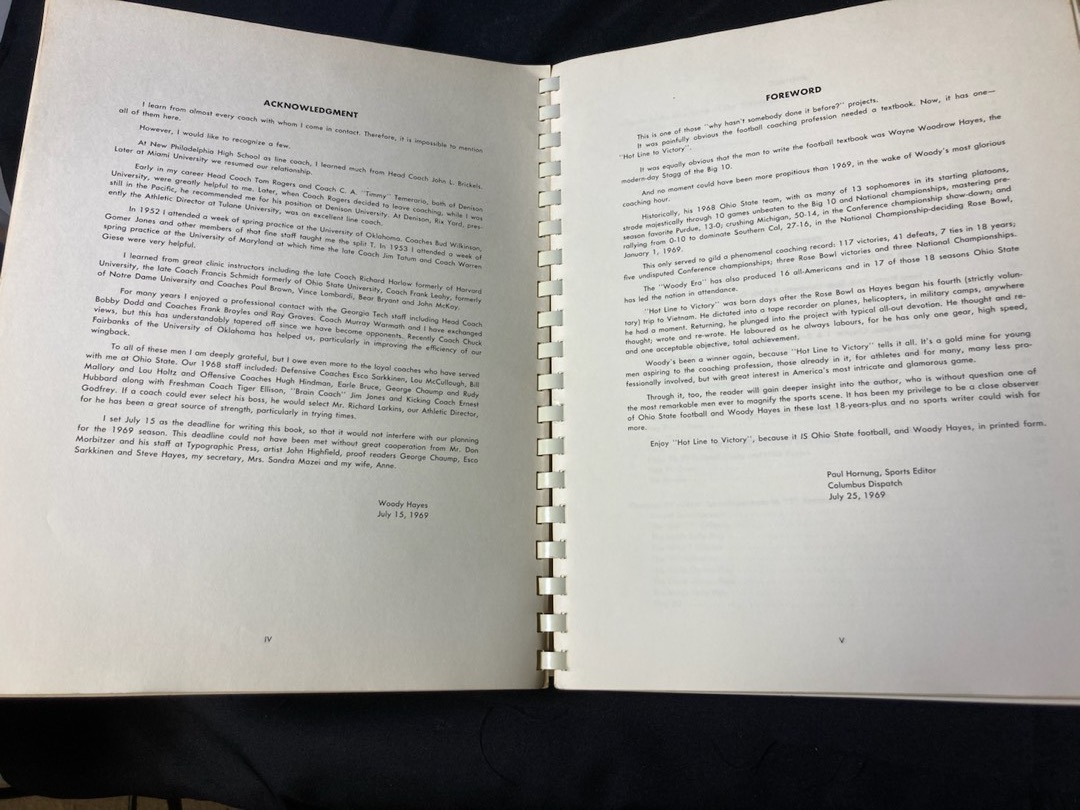 ACKNOWLEDGMENT
I learn from almost every coach with whom I come in contact. Therefore, it is impossible to mention
all of them here.
However, I would like to recognize a few.
At New Philadelphia High School as line coach, I learned much from Head Coach John L. Brickels.
Later at Miami University we resumed our relationship.
Early in my career Head Coach Tom Rogers and Coach C. A. "Timmy" Temerario, both of Denison
University, were greatly helpful to me. Later, when Coach Rogers decided to leave coaching, while I was
still in the Pacific, he recommended me for his position at Denison University. At Denison, Rix Yard, pres-
ently the Athletic Director at Tulane University, was an excellent line coach.
In 1952 I attended a week of spring practice at the University of Oklahoma. Coaches Bud Wilkinson,
Gomer Jones and other members of that fine staff taught me the split T. In 1953 I attended a week of
spring practice at the University of Maryland at which time the late Coach Jim Tatum and Coach Warren
Giese were very helpful.
I learned from great clinic instructors including the late Coach Richard Harlow formerly of Harvard
University, the late Coach Francis Schmidt formerly of Ohio State University, Coach Frank Leahy, formerly
of Notre Dame University and Coaches Paul Brown, Vince Lombardi, Bear Bryant and John McKay.
For many years I enjoyed a professional contact with the Georgia Tech staff including Head Coach
Bobby Dodd and Coaches Frank Broyles and Ray Graves. Coach Murray Warmath and I have exchanged
views, but this has understandably tapered off since we have become opponents. Recently Coach Chuck
Fairbanks of the University of Oklahoma has helped us, particularly in improving the efficiency of our
wingback.
To all of these men I am deeply grateful, but I owe even more to the loyal coaches who have served
with me at Ohio State. Our 1968 staff included: Defensive Coaches Esco Sarkkinen, Lou McCullough, Bill
Mallory and Lou Holtz and Offensive Coaches Hugh Hindman, Earle Bruce, George Chaump and Rudy
Hubbard along with Freshman Coach Tiger Ellison, "Brain Coach" Jim Jones and Kicking Coach Ernest
Godfrey. If a coach could ever select his boss, he would select Mr. Richard Larkins, our Athletic Director,
for he has been a great source of strength, particularly in trying times.
I set July 15 as the deadline for writing this book, so that it would not interfere with our planning
for the 1969 season. This deadline could not have been met without great cooperation from Mr. Don
Morbitzer and his staff at Typographic Press, artist John Highfield, proof readers George Chaump, Esco
Sarkkinen and Steve Hayes, my secretary, Mrs. Sandra Mazei and my wife, Anne.
Woody Hayes
July 15, 1969
IV
FOREWORD
This is one of those "why hasn't somebody done it before?" projects.
It was painfully obvious the football coaching profession needed a textbook. Now, it has one—
"Hot Line to Victory".
It was equally obvious that the man to write the football textbook was Wayne Woodrow Hayes, the
modern-day Stagg of the Big 10.
And no moment could have been more propitious than 1969, in the wake of Woody's most glorious
coaching hour.
Historically, his 1968 Ohio State team, with as many of 13 sophomores in its starting platoons,
strode majestically through 10 games unbeaten to the Big 10 and National championships, mastering pre-
season favorite Purdue, 13-0; crushing Michigan, 50-14, in the Conference championship show-down; and
rallying from 0-10 to dominate Southern Cal, 27-16, in the National Championship-deciding Rose Bowl,
January 1, 1969.
This only served to gild a phenomenal coaching record: 117 victories, 41 defeats, 7 ties in 18 years;
five undisputed Conference championships; three Rose Bowl victories and three National Championships.
The "Woody Era" has also produced 16 all-Americans and in 17 of those 18 seasons Ohio State
has led the nation in attendance.
"Hot Line to Victory" was born days after the Rose Bowl as Hayes began his fourth (strictly volun-
tary) trip to Vietnam. He dictated into a tape recorder on planes, helicopters, in military camps, anywhere
he had a moment. Returning, he plunged into the project with typical all-out devotion. He thought and re-
thought; wrote and re-wrote. He laboured as he always labours, for he has only one gear, high speed,
and one acceptable objective, total achievement.
Woody's been a winner again, because "Hot Line to Victory" tells it all. It's a gold mine for young
men aspiring to the coaching profession, those already in it, for athletes and for many, many less pro-
fessionally involved, but with great interest in America's most intricate and glamorous game.
Through it, too, the reader will gain deeper insight into the author, who is without question one of
the most remarkable men ever to magnify the sports scene. It has been my privilege to be a close observer
of Ohio State football and Woody Hayes in these last 18-years-plus and no sports writer could wish for
more.
Enjoy "Hot Line to Victory", because it IS Ohio State football, and Woody Hayes, in printed form.
Paul Hornung, Sports Editor
Columbus Dispatch
July 25, 1969
V